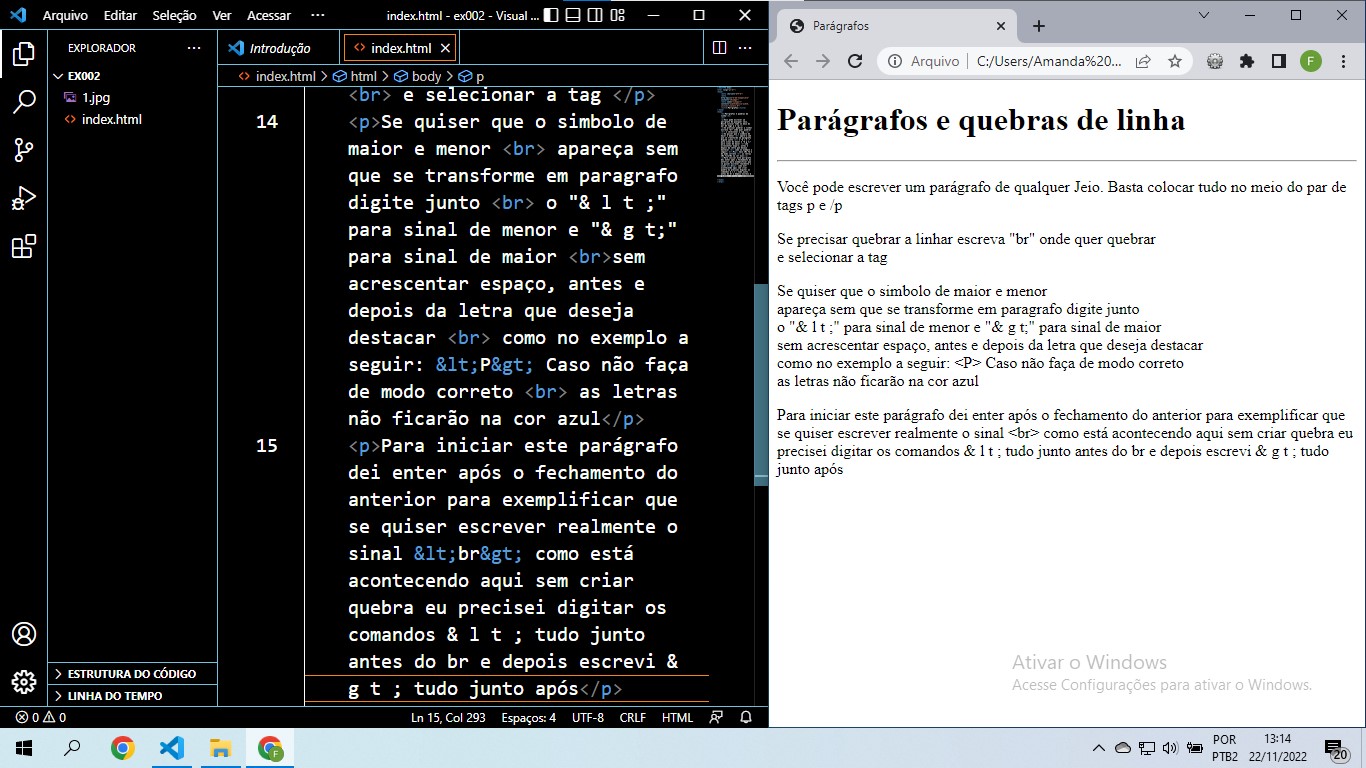 Arquivo Editar Seleção Ver Acessar ··· index.html - ex002 - Visual ...
EXPLORADOR ···
EX002
1.jpg
index.html
ESTRUTURA DO CÓDIGO
LINHA DO TEMPO
Introdução index.html ···
index.html > html > body > p
<br> e selecionar a tag </p>
14 <p>Se quiser que o simbolo de
maior e menor <br> apareça sem
que se transforme em paragrafo
digite junto <br> o "& l t ;"
para sinal de menor e "& g t;"
para sinal de maior <br>sem
acrescentar espaço, antes e
depois da letra que deseja
destacar <br> como no exemplo a
seguir: &lt;P&gt; Caso não faça
de modo correto <br> as letras
não ficarão na cor azul</p>
15 <p>Para iniciar este parágrafo
dei enter após o fechamento do
anterior para exemplificar que
se quiser escrever realmente o
sinal &lt;br&gt; como está
acontecendo aqui sem criar
quebra eu precisei digitar os
comandos & l t ; tudo junto
antes do br e depois escrevi &
g t ; tudo junto após</p>
0 0 Ln 15, Col 293 Espaços: 4 UTF-8 CRLF HTML
Parágrafos
Arquivo C:/Users/Amanda%20... F
Parágrafos e quebras de linha
Você pode escrever um parágrafo de qualquer Jeio. Basta colocar tudo no meio do par de
tags p e /p
Se precisar quebrar a linhar escreva "br" onde quer quebrar
e selecionar a tag
Se quiser que o simbolo de maior e menor
apareça sem que se transforme em paragrafo digite junto
o "& l t ;" para sinal de menor e "& g t;" para sinal de maior
sem acrescentar espaço, antes e depois da letra que deseja destacar
como no exemplo a seguir: <P> Caso não faça de modo correto
as letras não ficarão na cor azul
Para iniciar este parágrafo dei enter após o fechamento do anterior para exemplificar que
se quiser escrever realmente o sinal <br> como está acontecendo aqui sem criar quebra eu
precisei digitar os comandos & l t ; tudo junto antes do br e depois escrevi & g t ; tudo
junto após
Ativar o Windows
Acesse Configurações para ativar o Windows.
F
POR 13:14
PTB2 22/11/2022
20